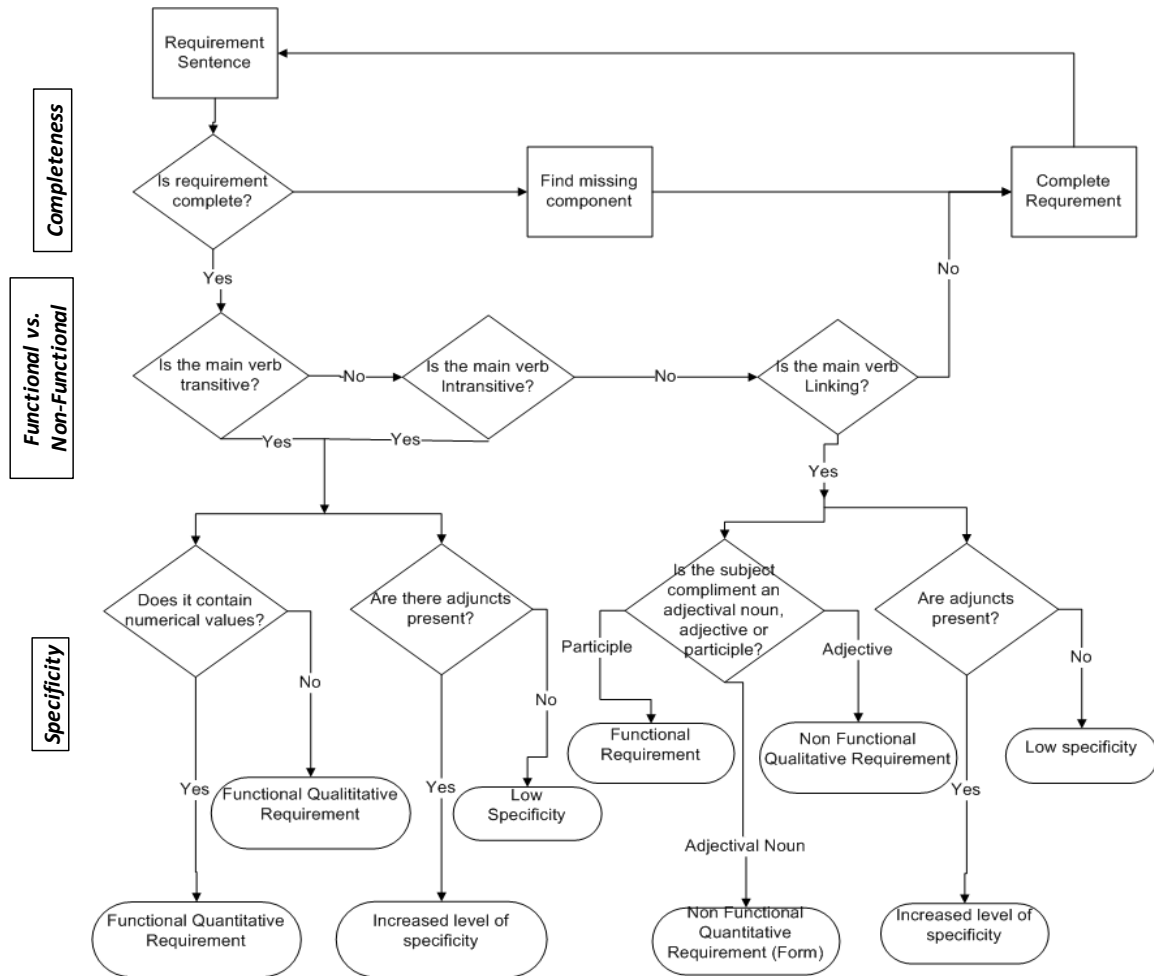 Requirement
Sentence
Completeness
Is requirement
complete?
Find missing
component
Complete
Requrement
Yes
No
Functional vs.
Non-Functional
Is the main verb
transitive?
No
Is the main verb
Intransitive?
No
Is the main verb
Linking?
Yes
Yes
Yes
Specificity
Does it contain
numerical values?
Are there adjuncts
present?
Is the subject
compliment an
adjectival noun,
adjective or
participle?
Are adjuncts
present?
Participle
Adjective
No
No
No
Functional
Requirement
Non Functional
Qualitative Requirement
Low specificity
Yes
Yes
Yes
Functional Qualititative
Requirement
Low
Specificity
Adjectival Noun
Functional Quantitative
Requirement
Increased level of
specificity
Non Functional
Quantitative
Requirement (Form)
Increased level of
specificity